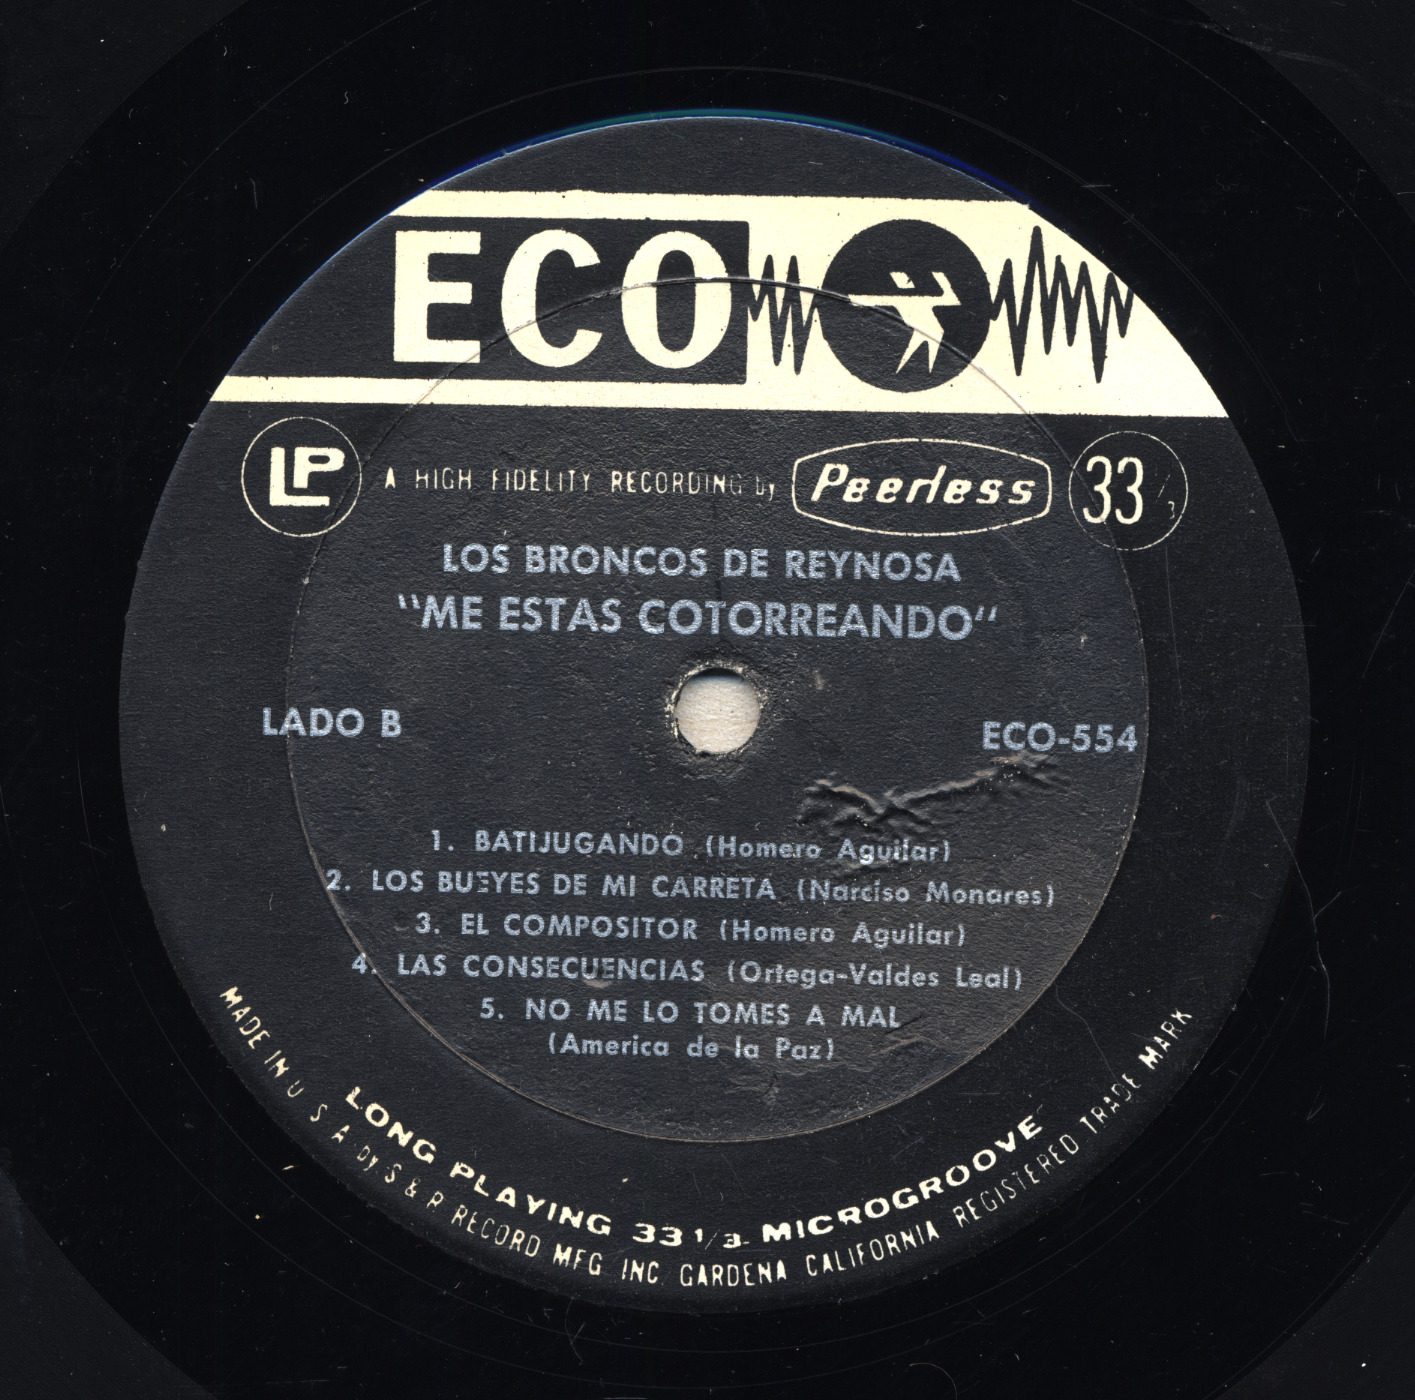 ECO
LP A HIGH FIDELITY RECORDING by Peerless 33 1/3
LOS BRONCOS DE REYNOSA
"ME ESTAS COTORREANDO"
LADO B ECO-554
1. BATIJUGANDO (Homero Aguilar)
2. LOS BUEYES DE MI CARRETA (Narciso Monares)
3. EL COMPOSITOR (Homero Aguilar)
4. LAS CONSECUENCIAS (Ortega-Valdes Leal)
5. NO ME LO TOMES A MAL
(America de la Paz)
LONG PLAYING 33 1/3 MICROGROOVE
MADE IN U S A by S & R RECORD MFG INC GARDENA CALIFORNIA REGISTERED TRADE MARK